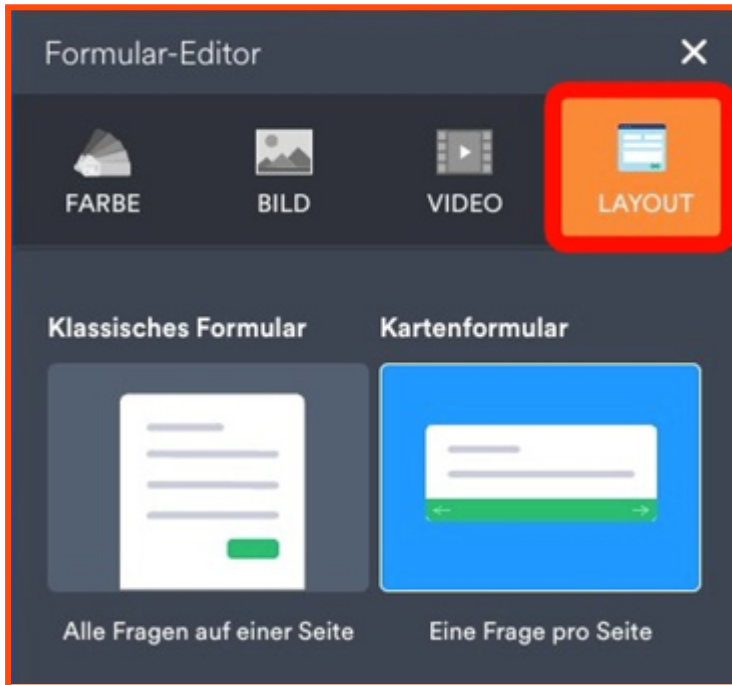 Formular-Editor
FARBE BILD VIDEO LAYOUT
Klassisches Formular Kartenformular
Alle Fragen auf einer Seite Eine Frage pro Seite